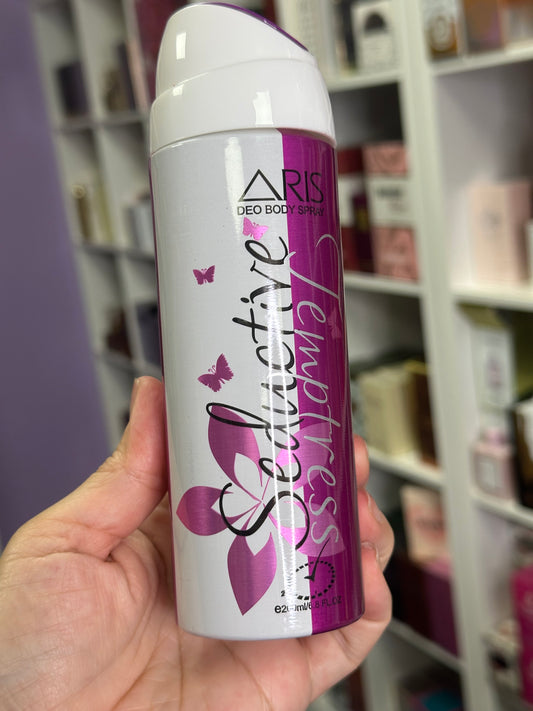 ARIS
DEO BODY SPRAY
Seductive
Temptress
e200ml/6.8 FL.OZ